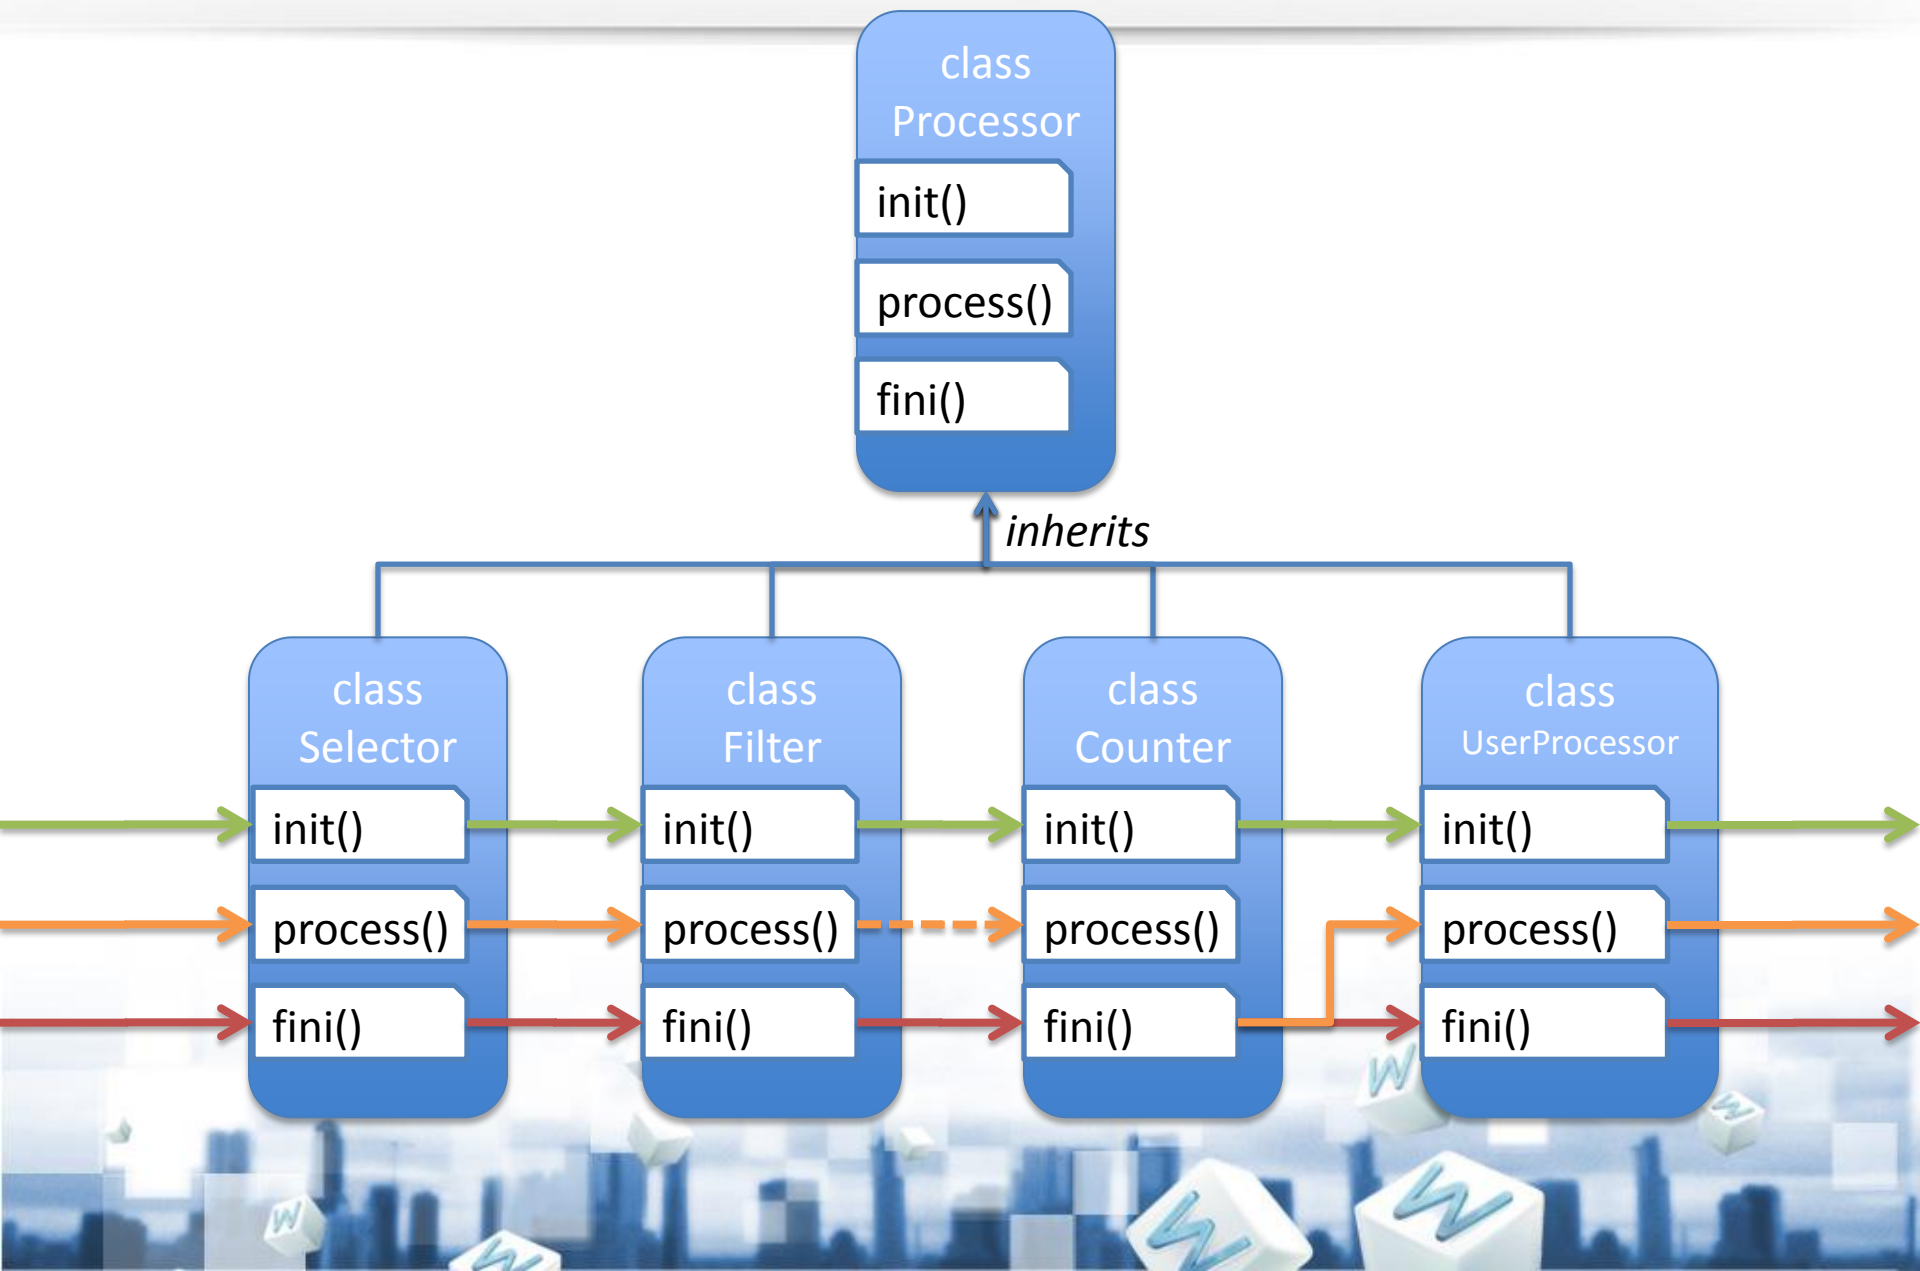 class
Processor
init()
process()
fini()
inherits
class
Selector
init()
process()
fini()
class
Filter
init()
process()
fini()
class
Counter
init()
process()
fini()
class
UserProcessor
init()
process()
fini()
W
W
W
W
W
W